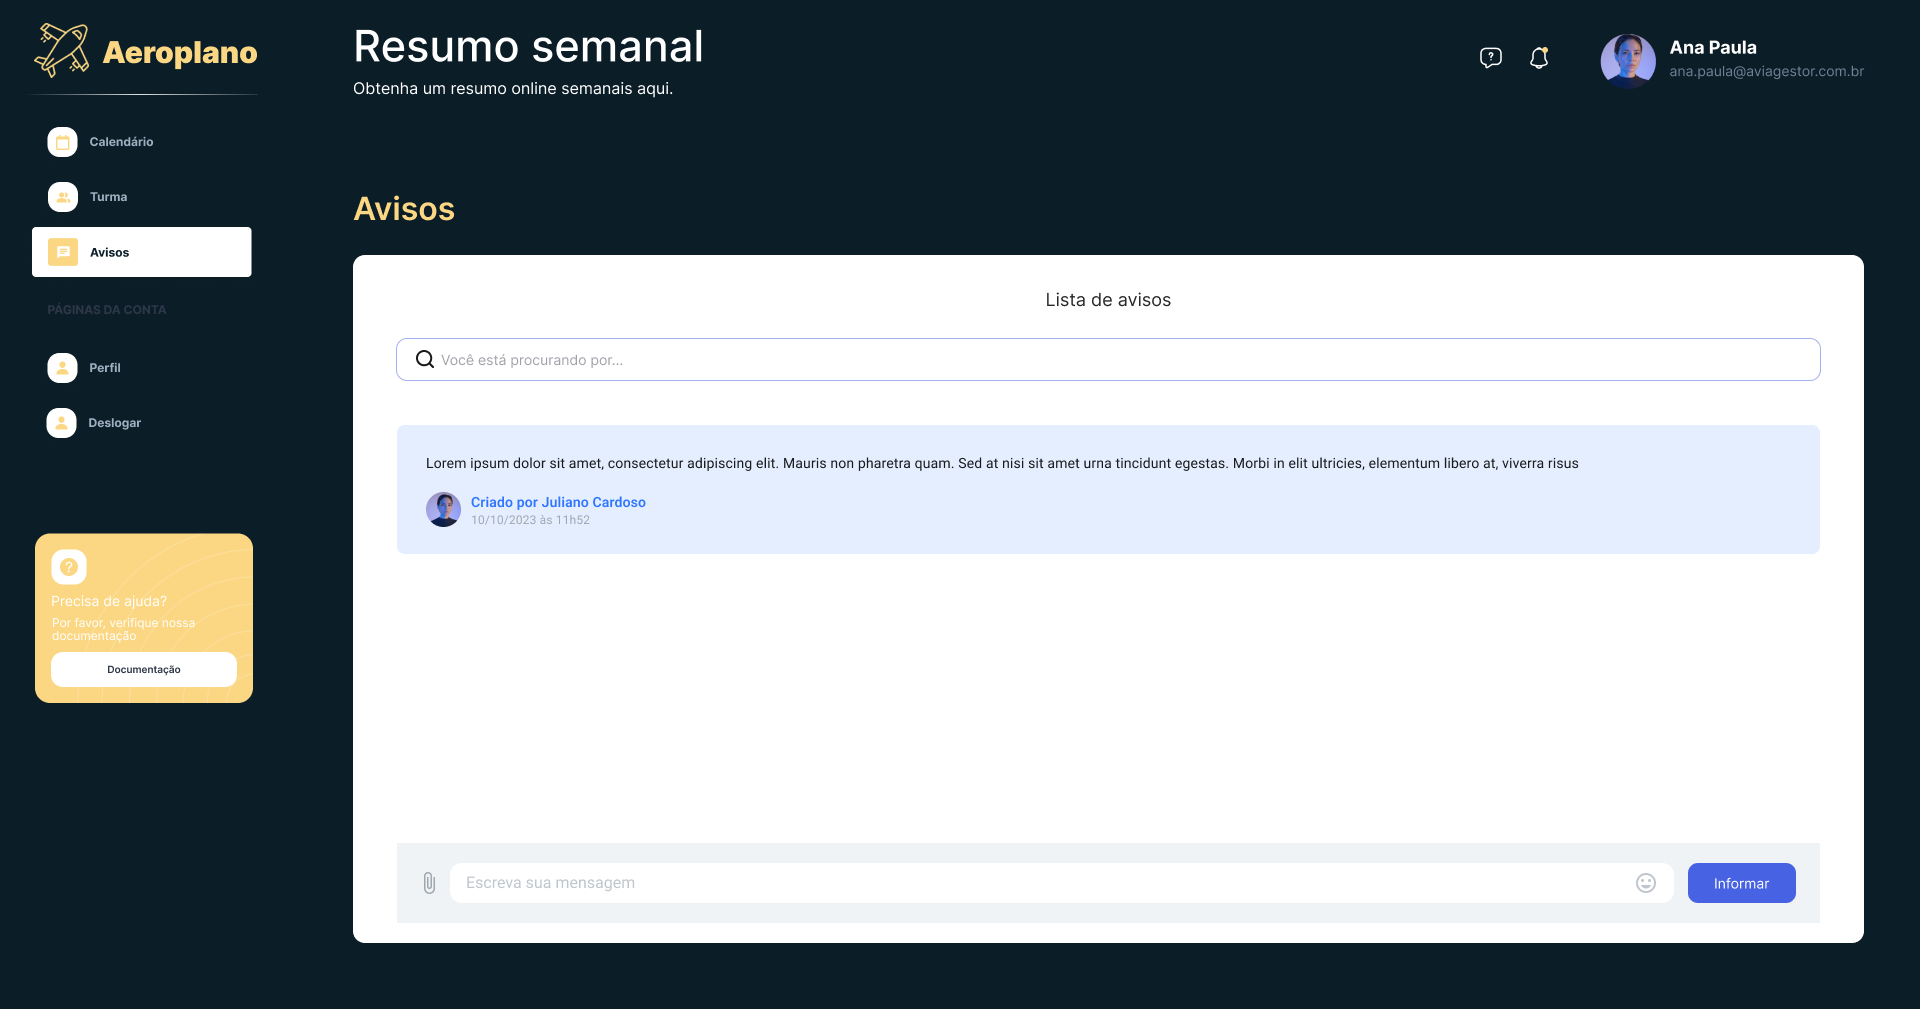 Aeroplano
Resumo semanal
Obtenha um resumo online semanais aqui.
Ana Paula
ana.paula@aviagestor.com.br
Calendário
Turma
Avisos
PÁGINAS DA CONTA
Perfil
Deslogar
?
Precisa de ajuda?
Por favor, verifique nossa
documentação
Documentação
Avisos
Lista de avisos
Você está procurando por...
Lorem ipsum dolor sit amet, consectetur adipiscing elit. Mauris non pharetra quam. Sed at nisi sit amet urna tincidunt egestas. Morbi in elit ultricies, elementum libero at, viverra risus
Criado por Juliano Cardoso
10/10/2023 às 11h52
Escreva sua mensagem
Informar